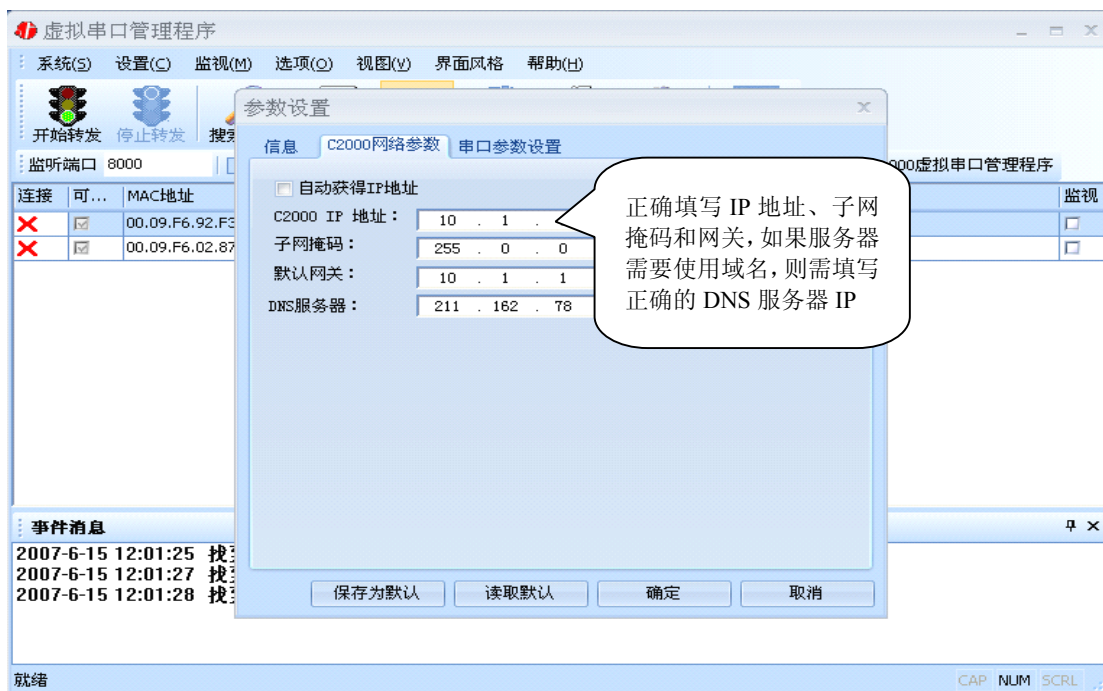 虚拟串口管理程序
系统(S) 设置(C) 监视(M) 选项(O) 视图(V) 界面风格 帮助(H)
开始转发 停止转发
监听端口 8000
虚拟串口管理程序
连接 可... MAC地址 监视
00.09.F6.92.F3
00.09.F6.02.87
参数设置
信息 C2000网络参数 串口参数设置
自动获得IP地址
C2000 IP 地址： 10 . 1 .
子网掩码： 255 . 0 . 0
默认网关： 10 . 1 . 1
DNS服务器： 211 . 162 . 78
正确填写 IP 地址、子网
掩码和网关，如果服务器
需要使用域名，则需填写
正确的 DNS 服务器 IP
保存为默认 读取默认 确定 取消
事件消息
2007-6-15 12:01:25
2007-6-15 12:01:27
2007-6-15 12:01:28
就绪 CAP NUM SCRL